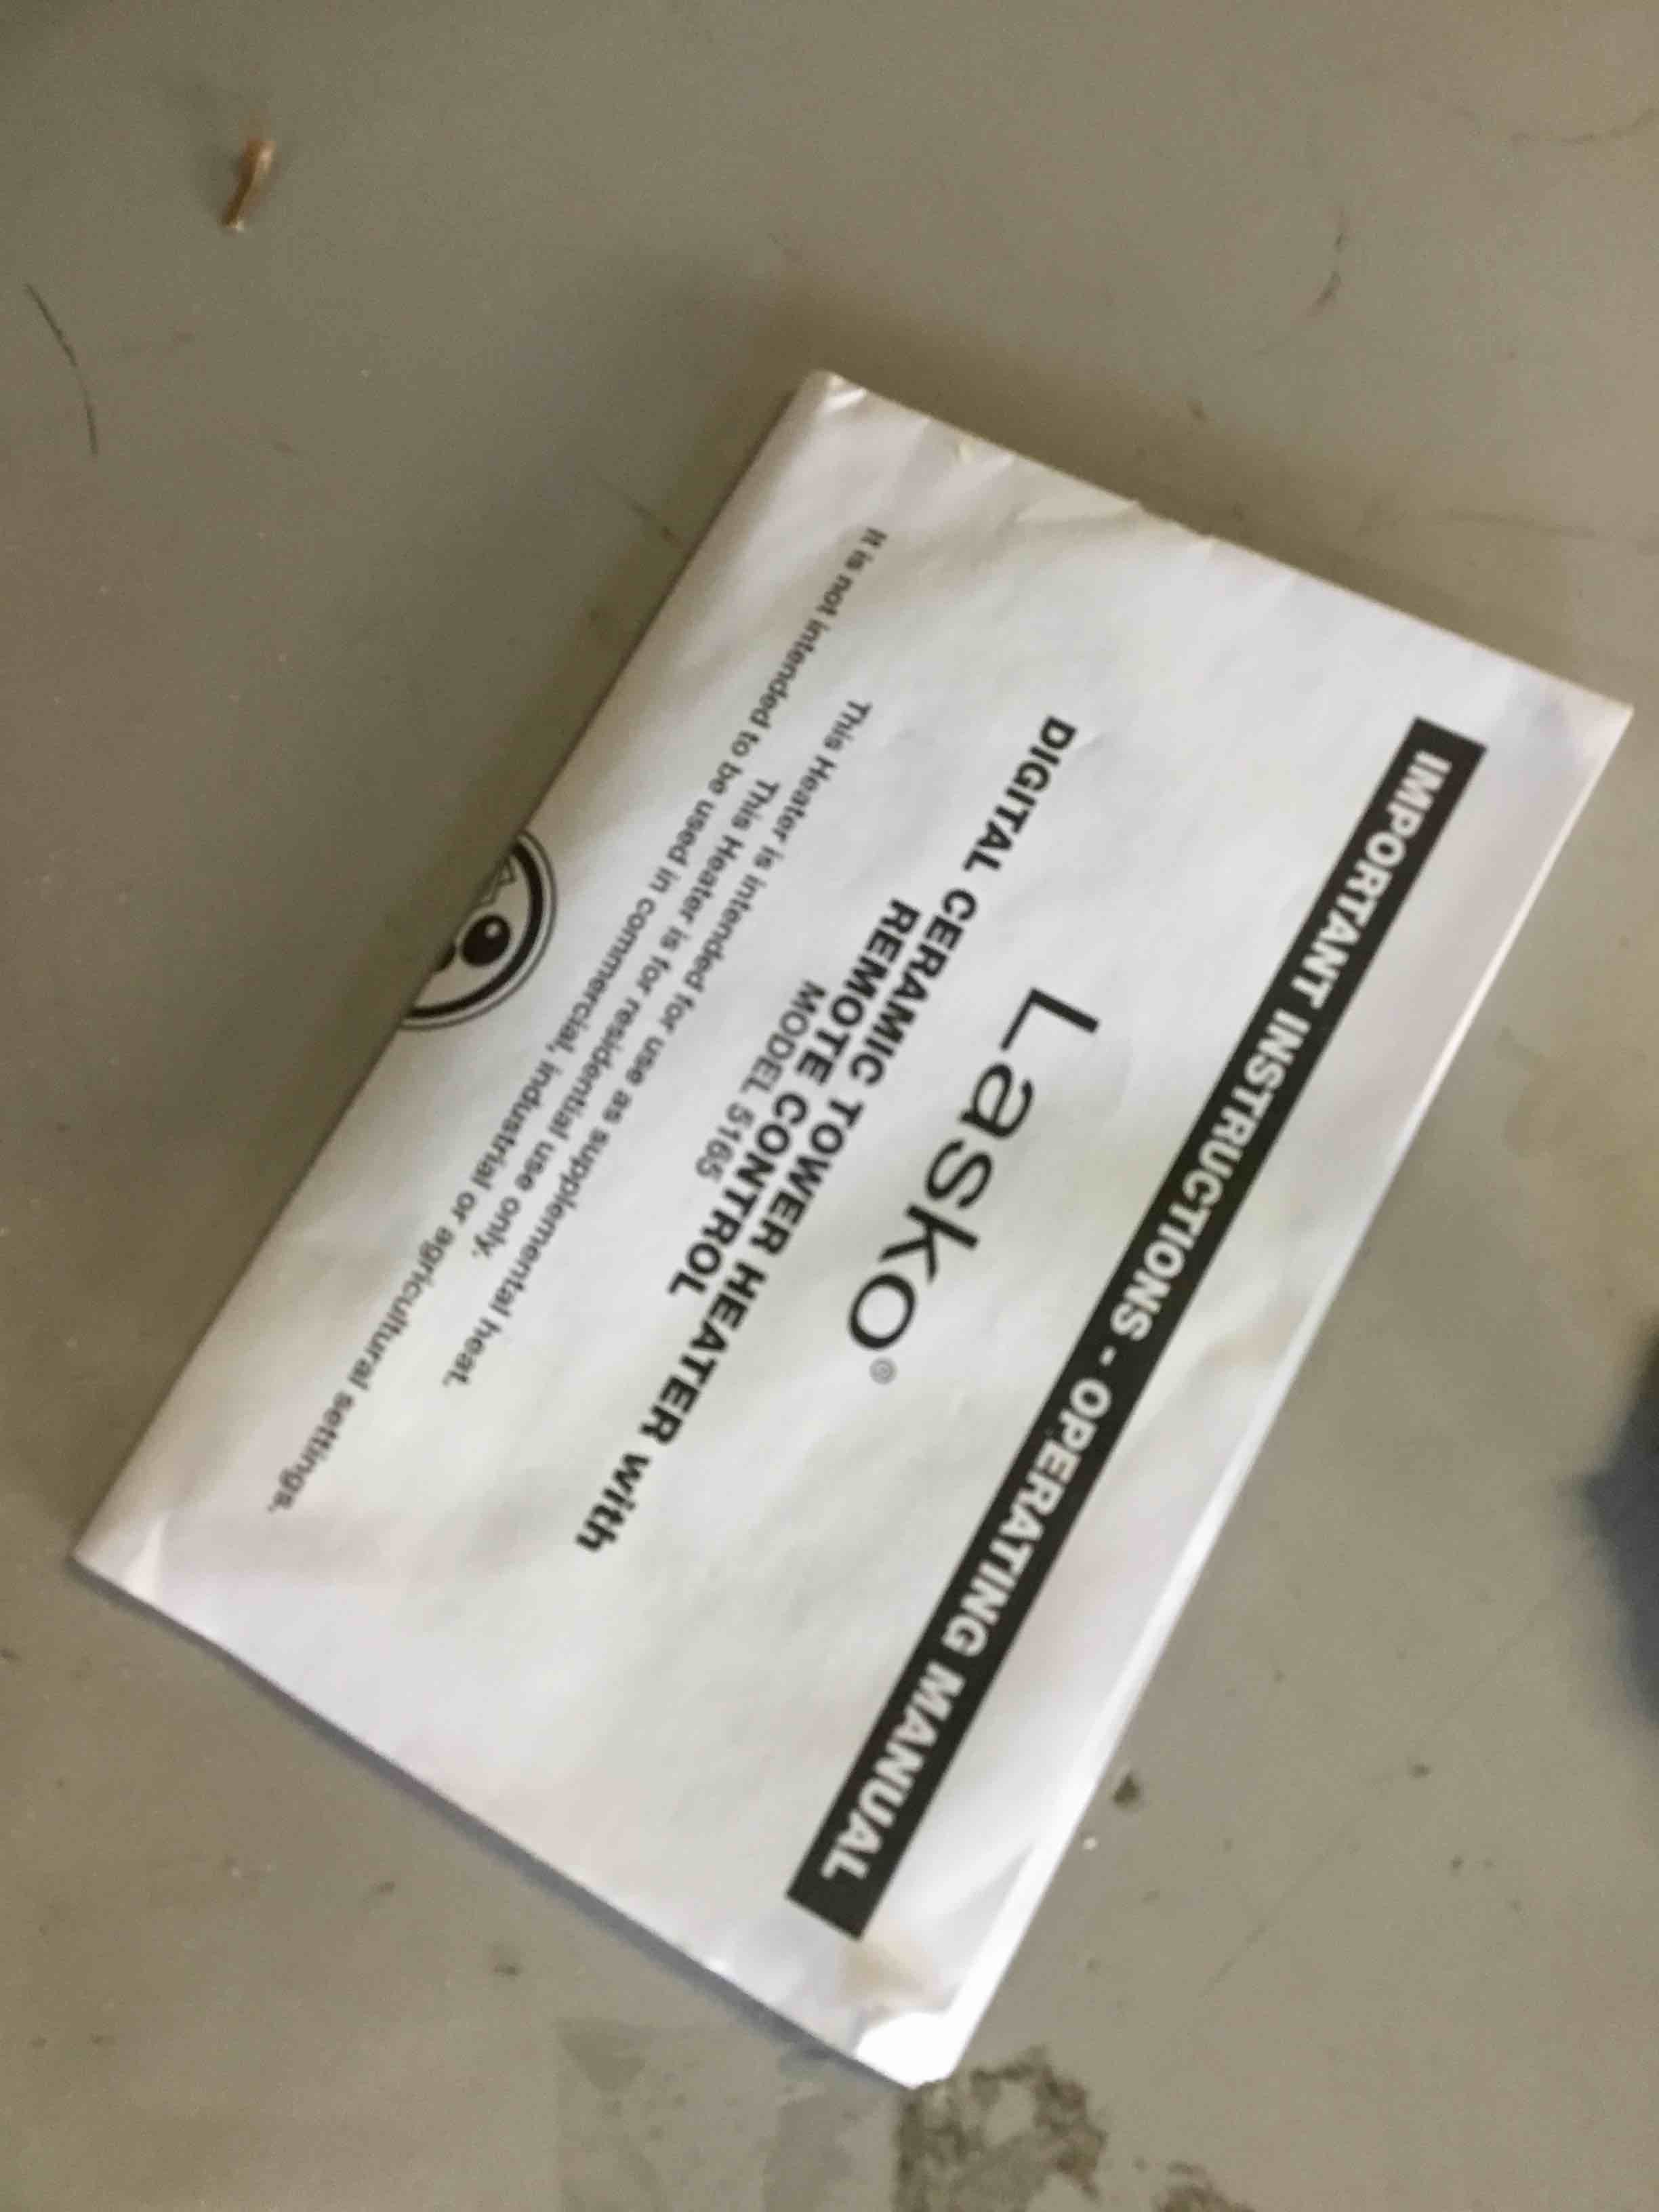 IMPORTANT INSTRUCTIONS - OPERATING MANUAL
Lasko®
DIGITAL CERAMIC TOWER HEATER with
REMOTE CONTROL
MODEL 5165
This Heater is intended for use as supplemental heat.
This Heater is for residential use only.
It is not intended to be used in commercial, industrial or agricultural settings.